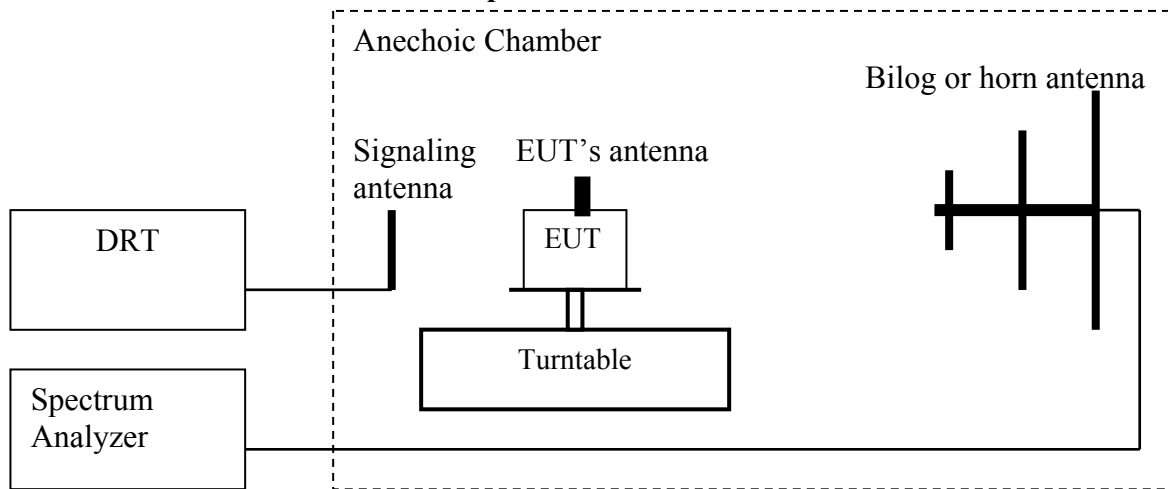 Anechoic Chamber
Bilog or horn antenna
Signaling
antenna
EUT’s antenna
DRT
EUT
Turntable
Spectrum
Analyzer